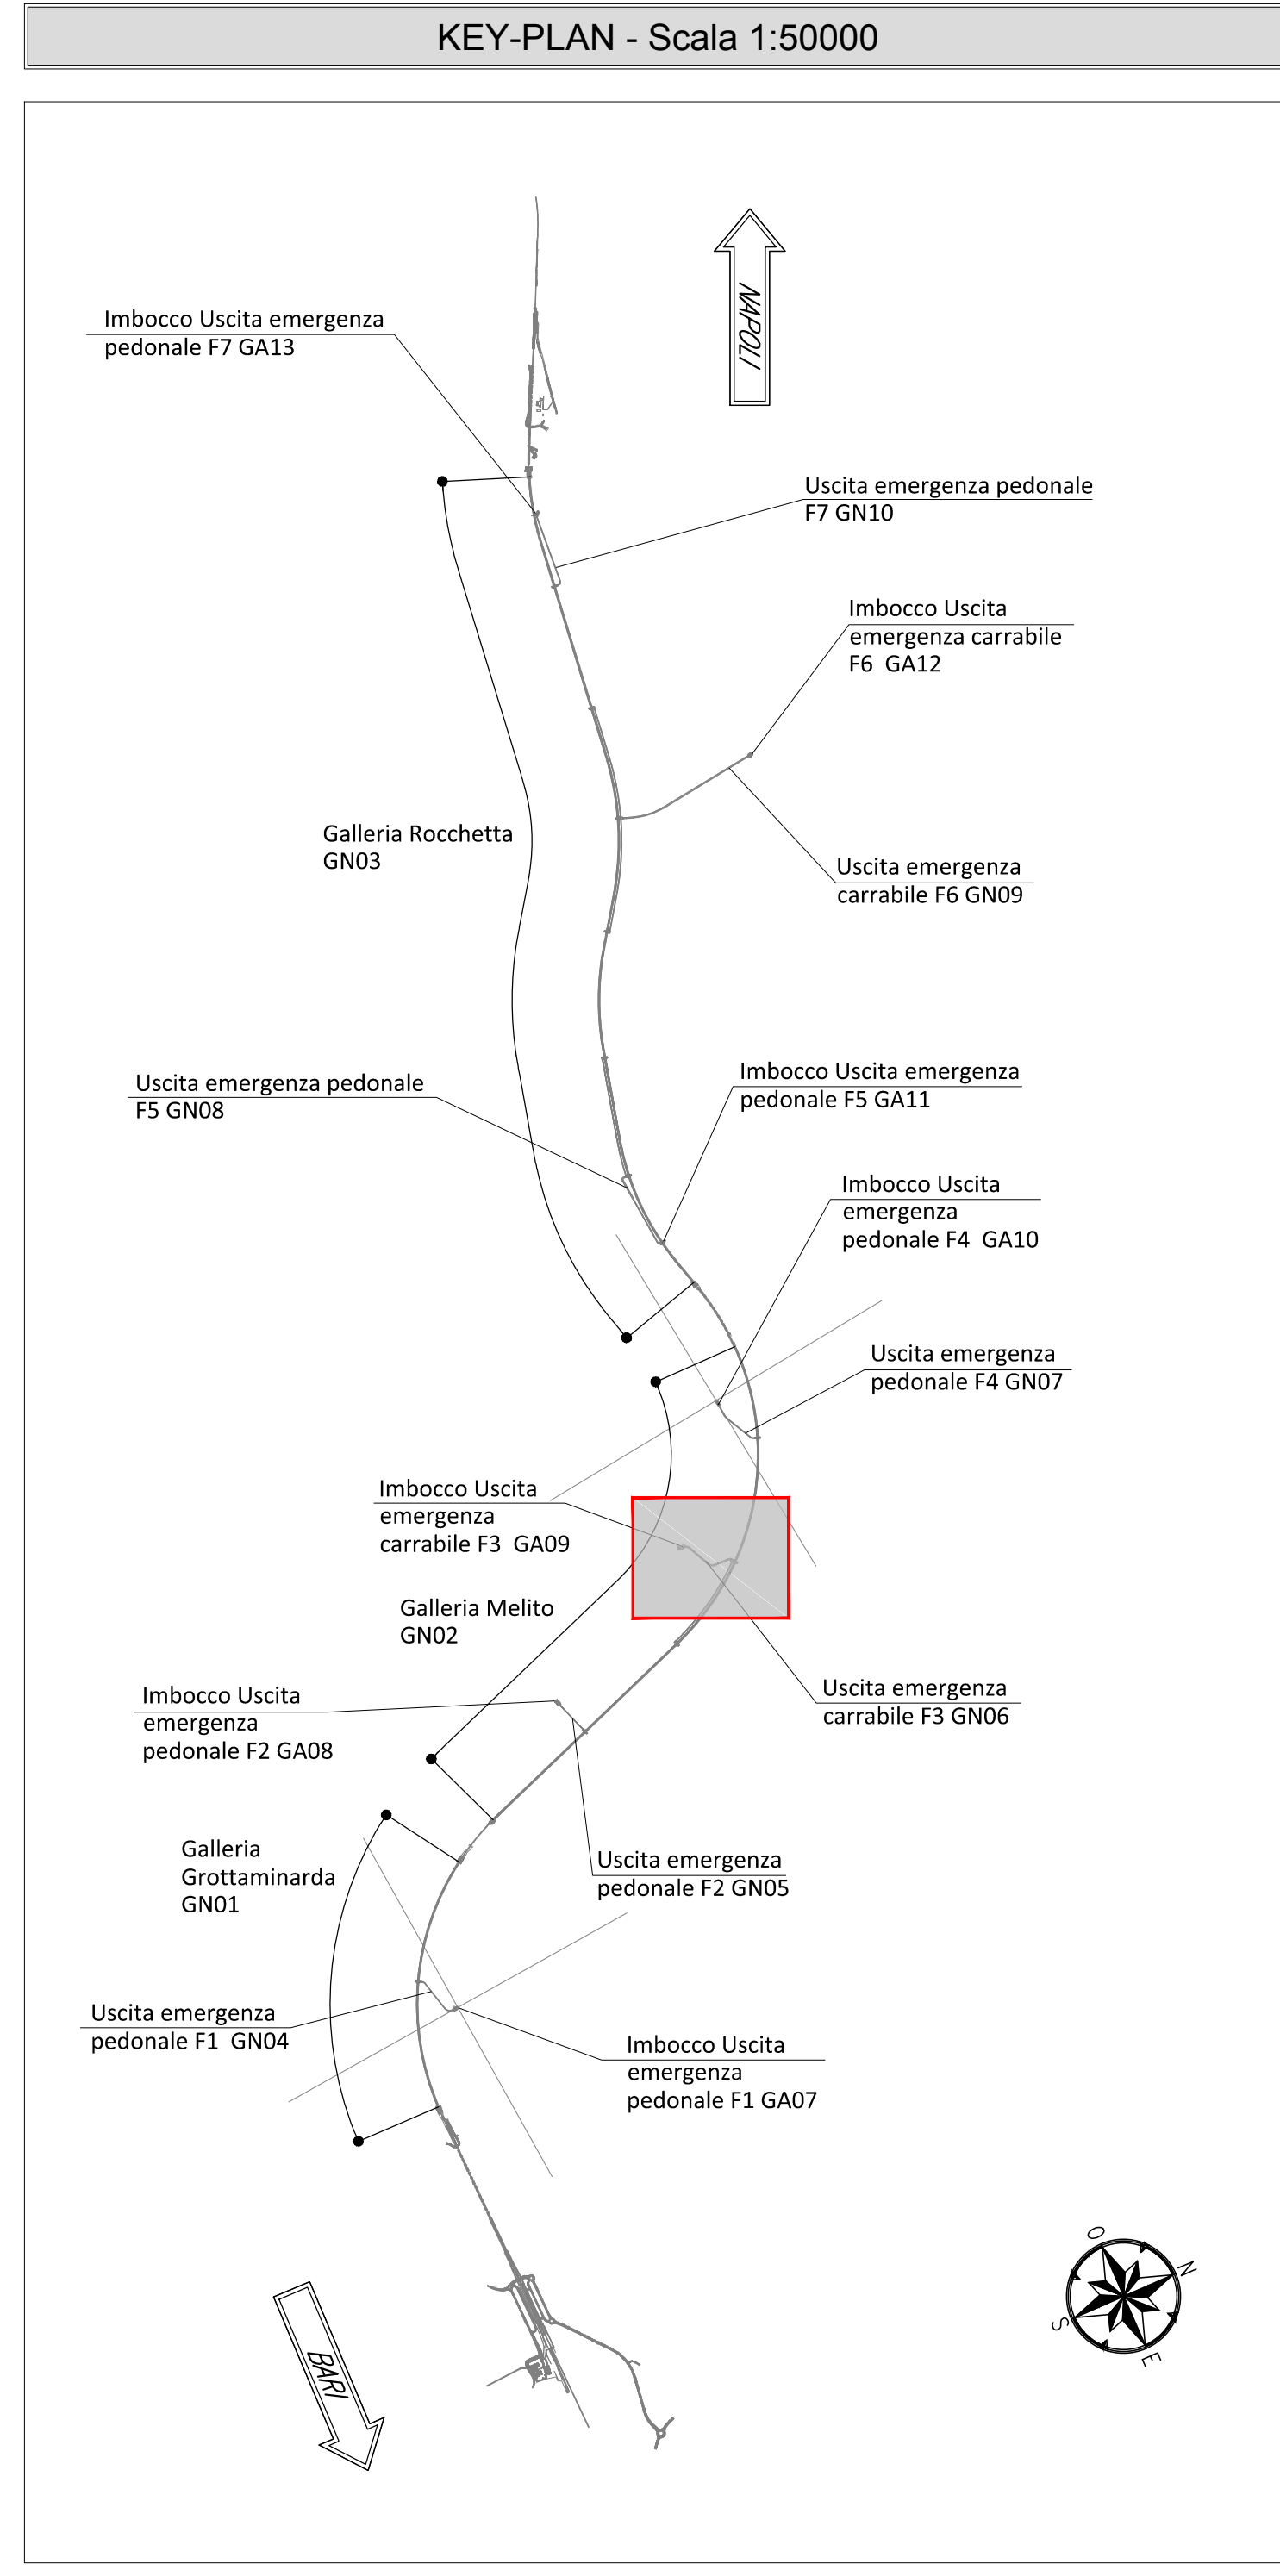 KEY-PLAN - Scala 1:50000
NAPOLI
Imbocco Uscita emergenza
pedonale F7 GA13
Uscita emergenza pedonale
F7 GN10
Imbocco Uscita
emergenza carrabile
F6 GA12
Galleria Rocchetta
GN03
Uscita emergenza
carrabile F6 GN09
Imbocco Uscita emergenza
pedonale F5 GA11
Uscita emergenza pedonale
F5 GN08
Imbocco Uscita
emergenza
pedonale F4 GA10
Uscita emergenza
pedonale F4 GN07
Imbocco Uscita
emergenza
carrabile F3 GA09
Galleria Melito
GN02
Uscita emergenza
carrabile F3 GN06
Imbocco Uscita
emergenza
pedonale F2 GA08
Galleria
Grottaminarda
GN01
Uscita emergenza
pedonale F2 GN05
Uscita emergenza
pedonale F1 GN04
Imbocco Uscita
emergenza
pedonale F1 GA07
O
N
S
E
BARI